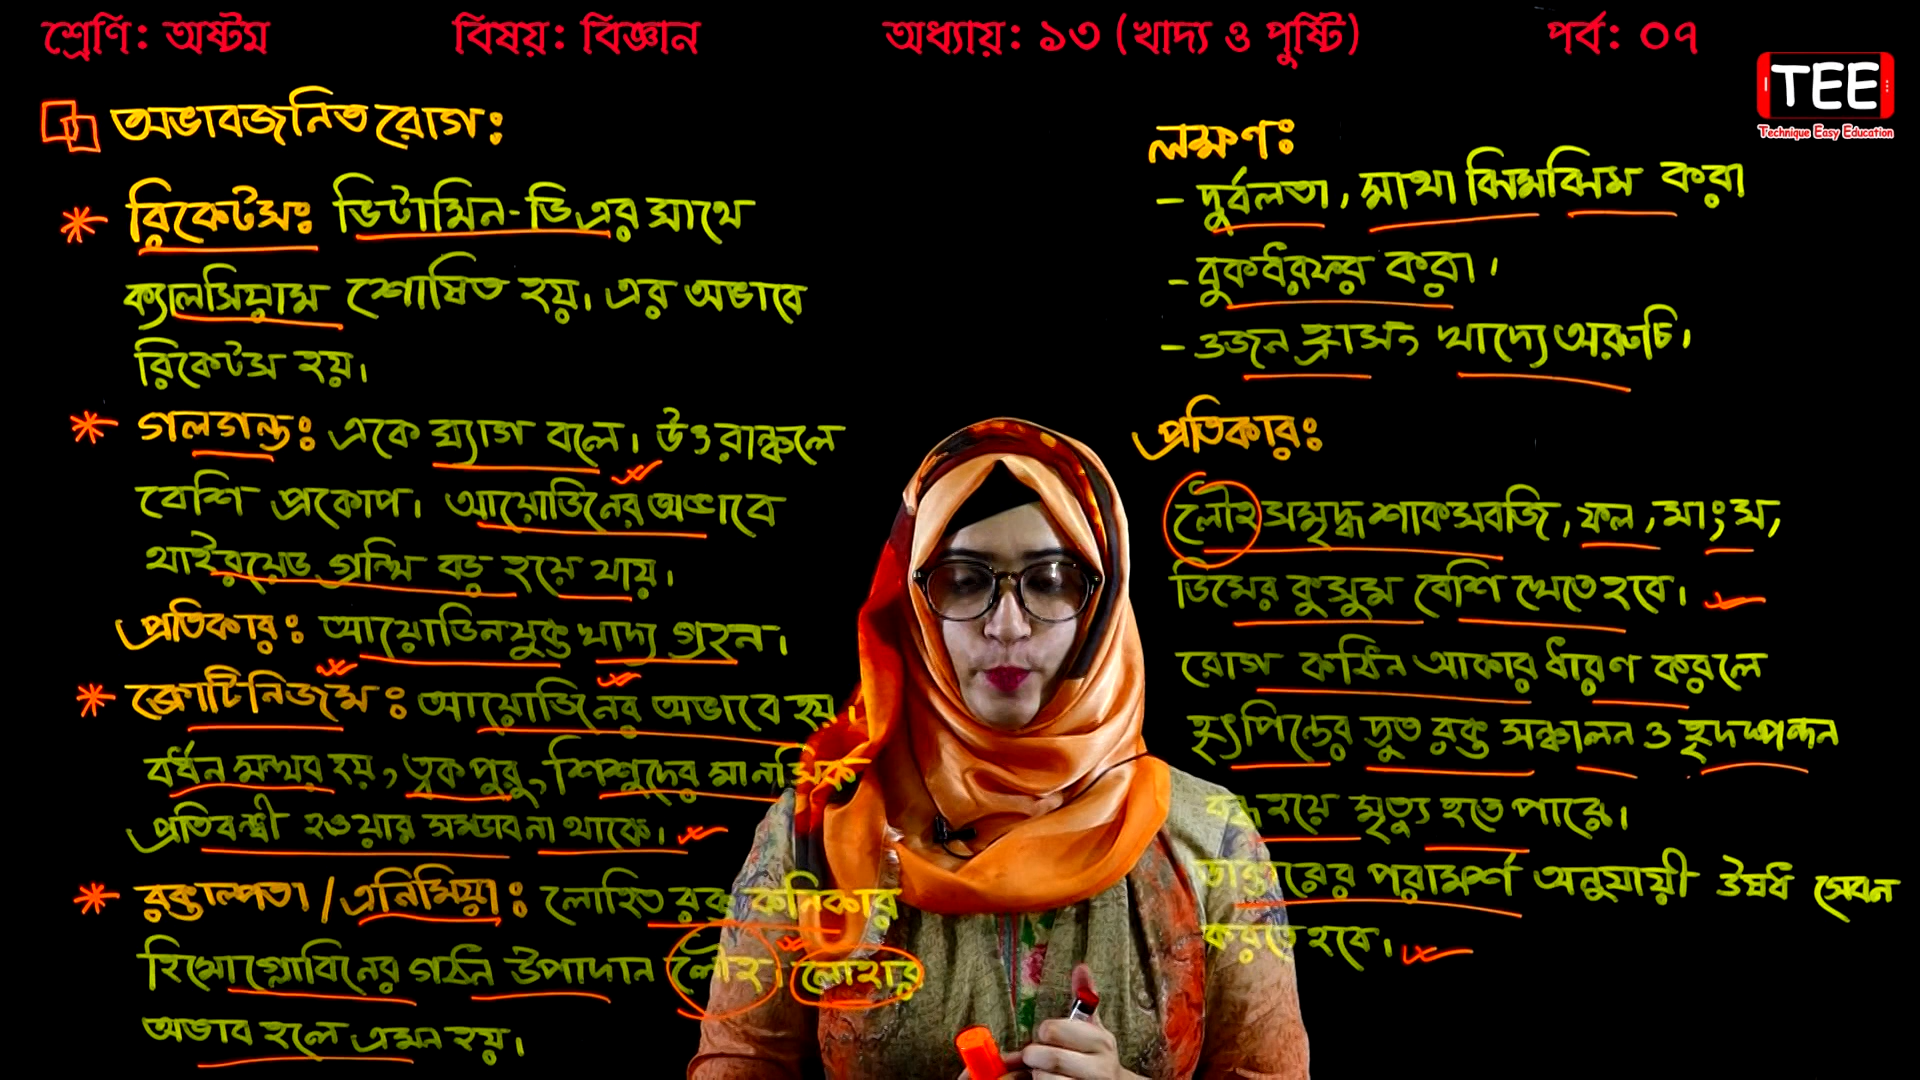 শ্রেণি: অষ্টম
বিষয়: বিজ্ঞান
অধ্যায়: ১৩ (খাদ্য ও পুষ্টি)
পর্ব: ০৭
TEE
Technique Easy Education
অভাবজনিত রোগঃ
* রিকেটসঃ ভিটামিন-ডি এর সাথে
ক্যালসিয়াম শোষিত হয়। এর অভাবে
রিকেটস হয়।
* গলগন্ডঃ একে ঘ্যাগ বলে। উত্তরাঞ্চলে
বেশি প্রকোপ। আয়োডিনের অভাবে
থাইরয়েড গ্রন্থি বড় হয়ে যায়।
প্রতিকারঃ আয়োডিনযুক্ত খাদ্য গ্রহন।
* ক্রোটিনিজমঃ আয়োডিনের অভাবে হয়।
বর্ধন মন্থর হয়, ত্বক পুরু, শিশুদের মানসিক
প্রতিবন্ধী হওয়ার সম্ভাবনা থাকে।
* রক্তাল্পতা/এনিমিয়াঃ লোহিত রক্ত কনিকার
হিমোগ্লোবিনের গঠন উপাদান লৌহ লোহার
অভাব হলে এমন হয়।
লক্ষণঃ
- দুর্বলতা, মাথা ঝিমঝিম করা
- বুকধরফর করা।
- ওজন হ্রাস ও খাদ্যে অরুচি।
প্রতিকারঃ
লৌহ সমৃদ্ধ শাকসবজি, ফল, মাংস,
ডিমের কুসুম বেশি খেতে হবে।
রোগ কঠিন আকার ধারণ করলে
হৃৎপিন্ডের দ্রুত রক্ত সঞ্চালন ও হৃদস্পন্দন
বন্ধ হয়ে মৃত্যু হতে পারে।
ডাক্তারের পরামর্শ অনুযায়ী ঔষধ সেবন
করতে হবে।